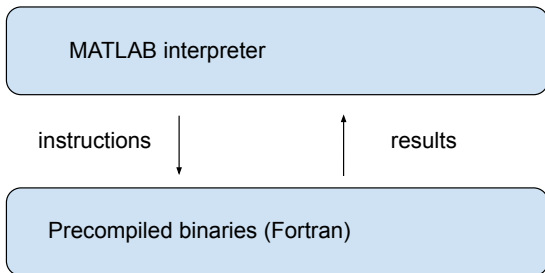 MATLAB interpreter
instructions
results
Precompiled binaries (Fortran)